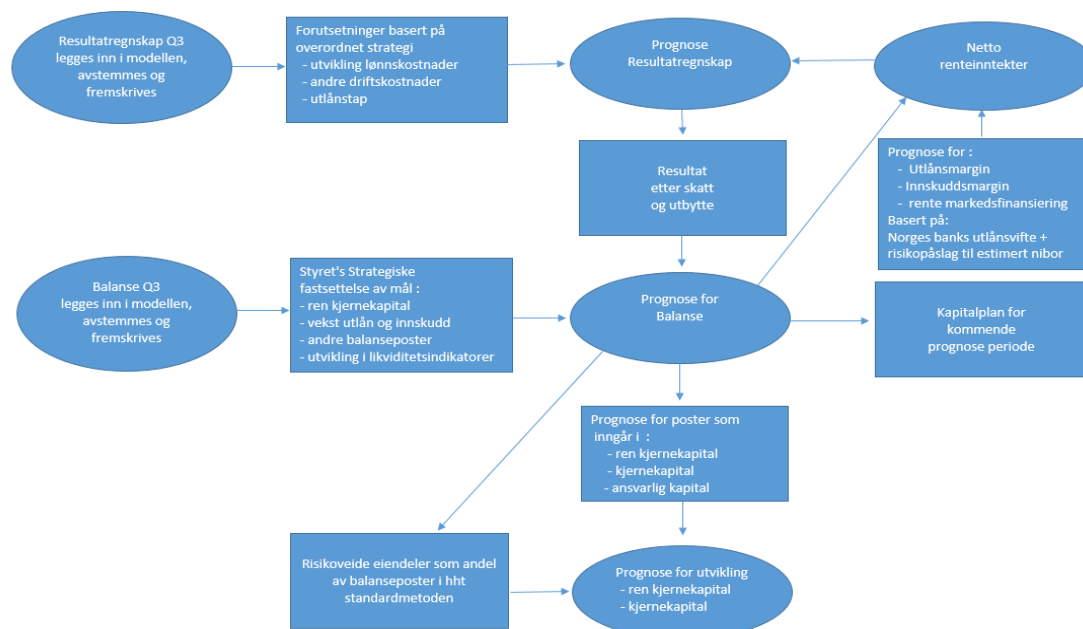 Resultatregnskap Q3
legges inn i modellen,
avstemmes og
fremskrives
Forutsetninger basert på
overordnet strategi
- utvikling lønnskostnader
- andre driftskostnader
- utlånstap
Prognose
Resultatregnskap
Netto
renteinntekter
Resultat
etter skatt
og utbytte
Prognose for :
- Utlånsmargin
- Innskuddsmargin
- rente markedsfinansiering
Basert på:
Norges banks utlånsvifte +
risikopåslag til estimert nibor
Balanse Q3
legges inn i modellen,
avstemmes og
fremskrives
Styret's Strategiske
fastsettelse av mål :
- ren kjernekapital
- vekst utlån og innskudd
- andre balanseposter
- utvikling i likviditetsindikatorer
Prognose for
Balanse
Kapitalplan for
kommende
prognose periode
Prognose for poster som
inngår i :
- ren kjernekapital
- kjernekapital
- ansvarlig kapital
Risikoveide eiendeler som andel
av balanseposter i hht
standardmetoden
Prognose for utvikling
- ren kjernekapital
- kjernekapital